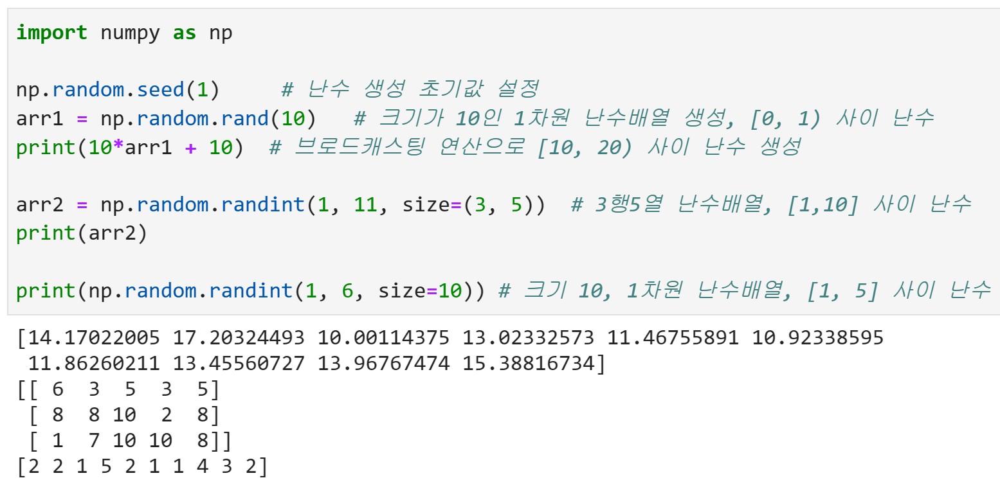 import numpy as np
np.random.seed(1)     # 난수 생성 초기값 설정
arr1 = np.random.rand(10)   # 크기가 10인 1차원 난수배열 생성, [0, 1) 사이 난수
print(10*arr1 + 10)  # 브로드캐스팅 연산으로 [10, 20) 사이 난수 생성
arr2 = np.random.randint(1, 11, size=(3, 5))  # 3행5열 난수배열, [1,10] 사이 난수
print(arr2)
print(np.random.randint(1, 6, size=10)) # 크기 10, 1차원 난수배열, [1, 5] 사이 난수
[14.17022005 17.20324493 10.00114375 13.02332573 11.46755891 10.92338595
 11.86260211 13.45560727 13.96767474 15.38816734]
[[ 6  3  5  3  5]
 [ 8  8 10  2  8]
 [ 1  7 10 10  8]]
[2 2 1 5 2 1 1 4 3 2]